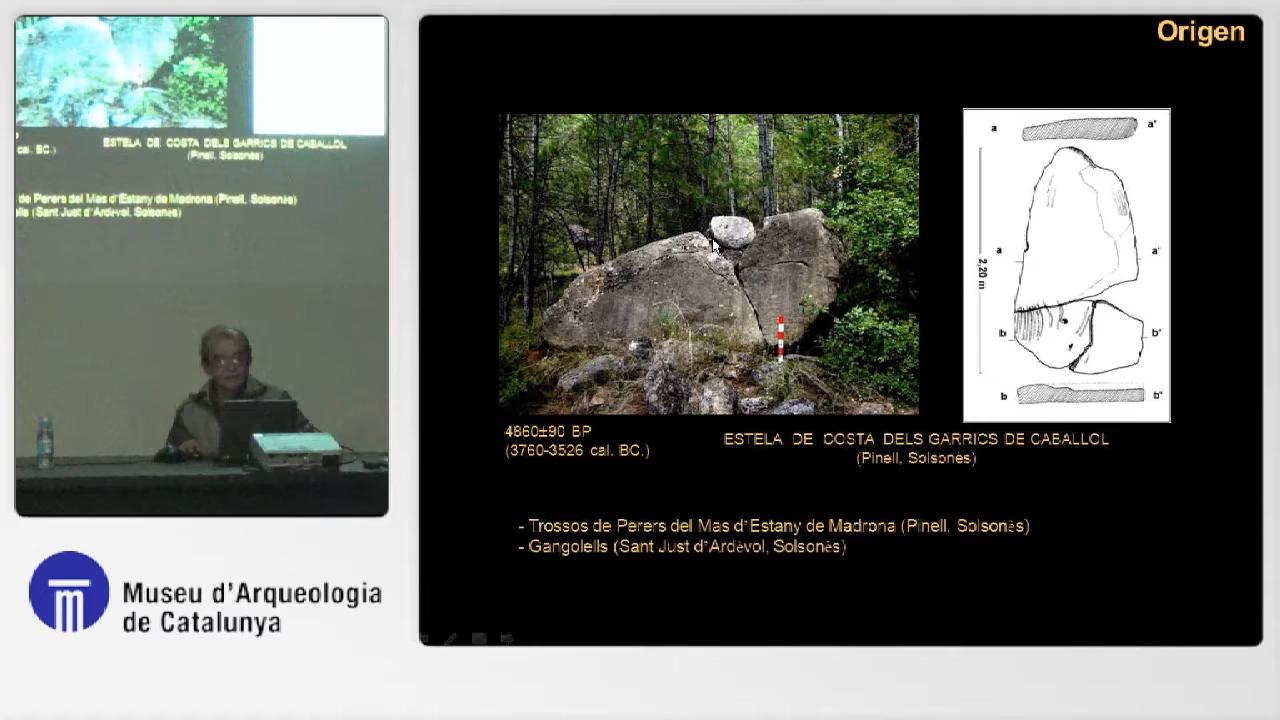 cal. BC.)
ESTELA DE COSTA DELS GARRICS DE CABALLOL
(Pinell, Solsonès)
de Perers del Mas d'Estany de Madrona (Pinell, Solsonès)
(Sant Just d'Ardèvol, Solsonès)
m
Museu d'Arqueologia
de Catalunya
Origen
a a'
2,20 m
a a'
b b'
b b'
4860±90 BP
(3760-3526 cal. BC.)
ESTELA DE COSTA DELS GARRICS DE CABALLOL
(Pinell, Solsonès)
- Trossos de Perers del Mas d'Estany de Madrona (Pinell, Solsonès)
- Gangolells (Sant Just d'Ardèvol, Solsonès)